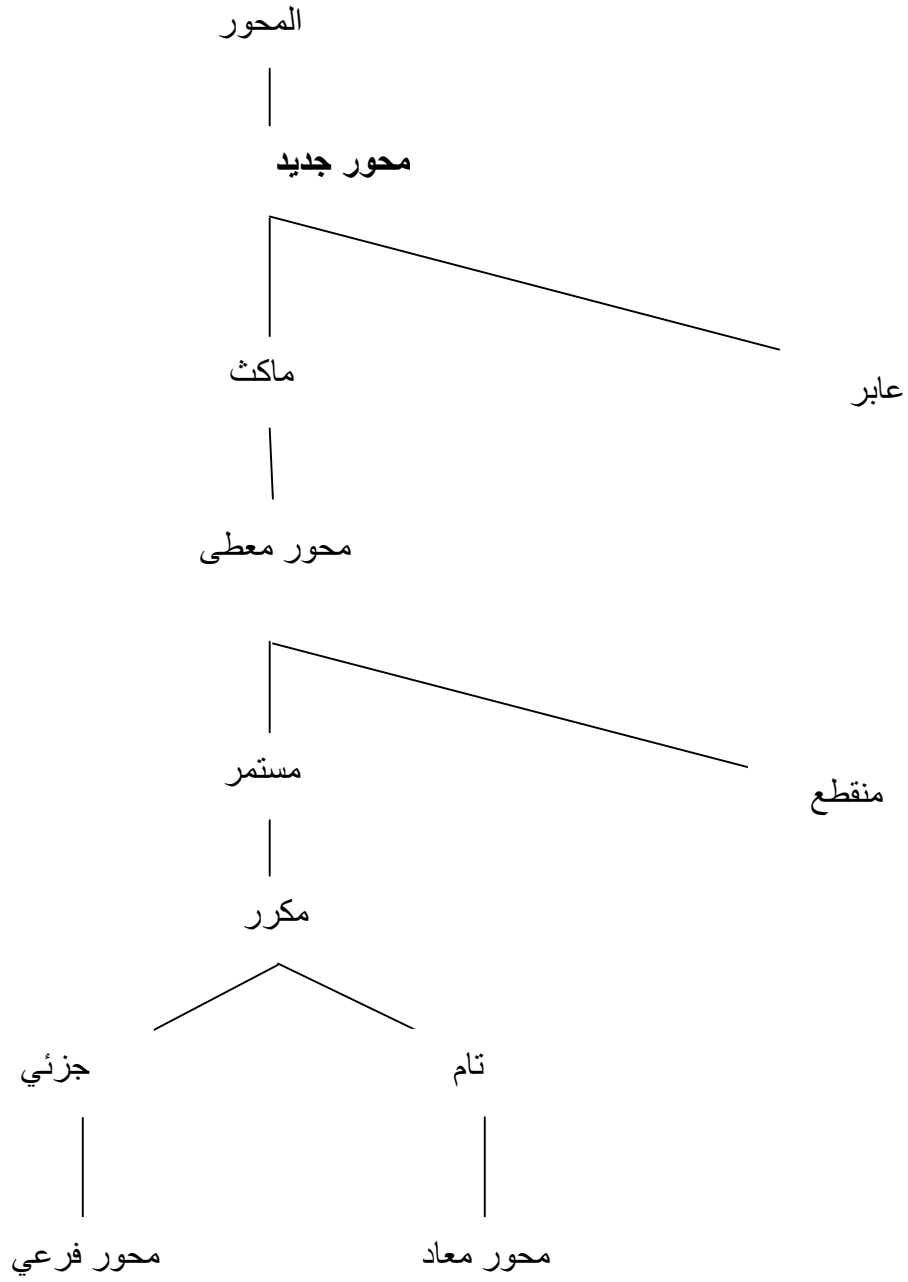 المحور
محور جديد
ماكث
عابر
محور معطى
مستمر
منقطع
مكرر
تام
جزئي
محور معاد
محور فرعي